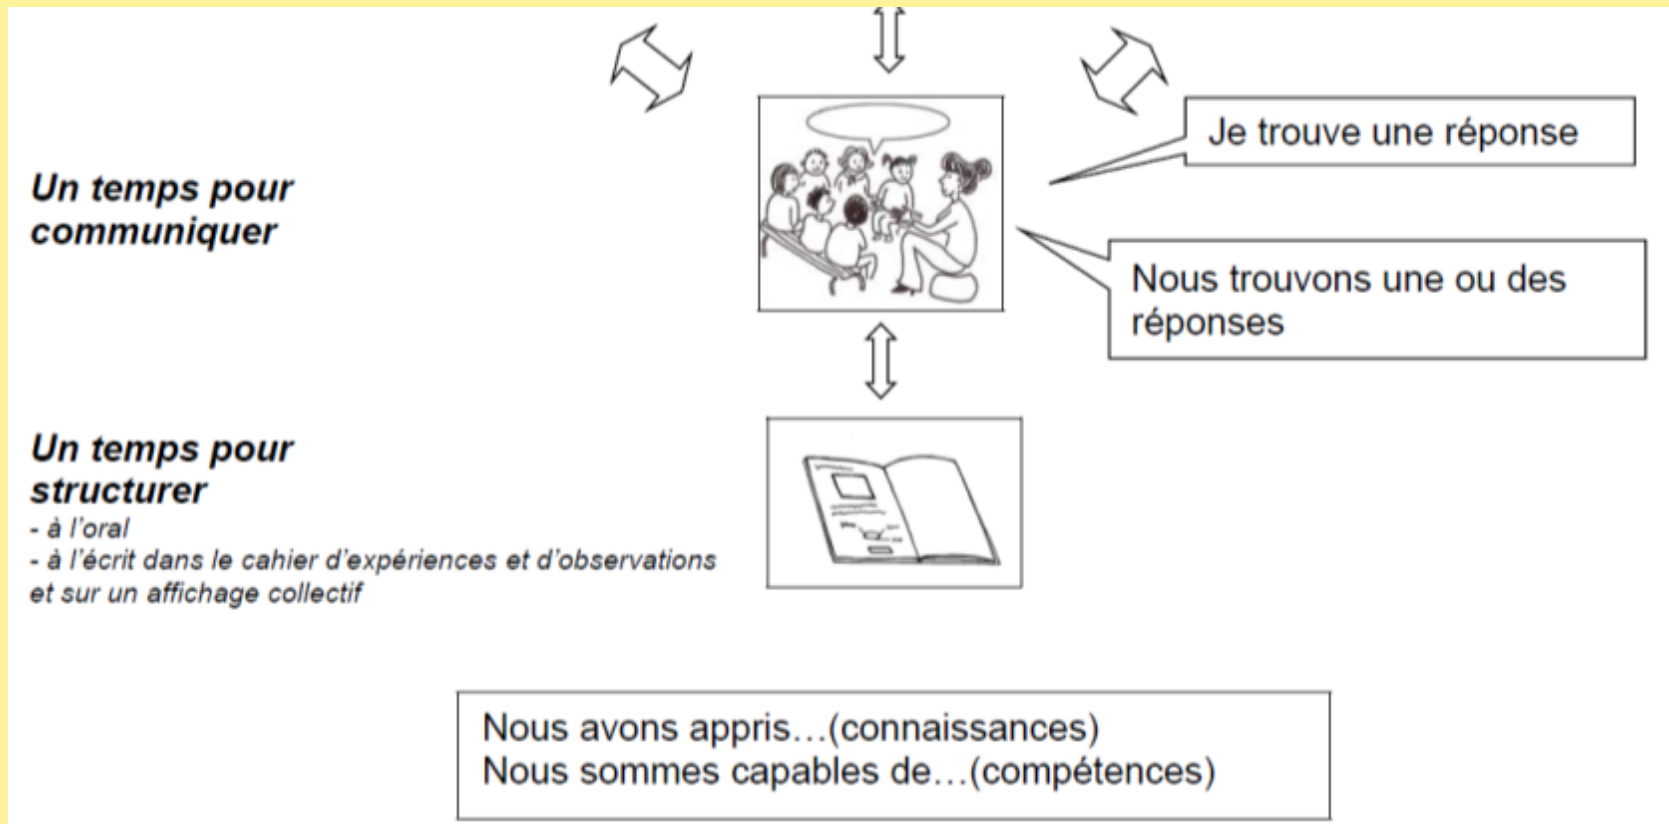 Je trouve une réponse
Un temps pour
communiquer
Nous trouvons une ou des
réponses
Un temps pour
structurer
- à l'oral
- à l'écrit dans le cahier d'expériences et d'observations
et sur un affichage collectif
Nous avons appris…(connaissances)
Nous sommes capables de…(compétences)